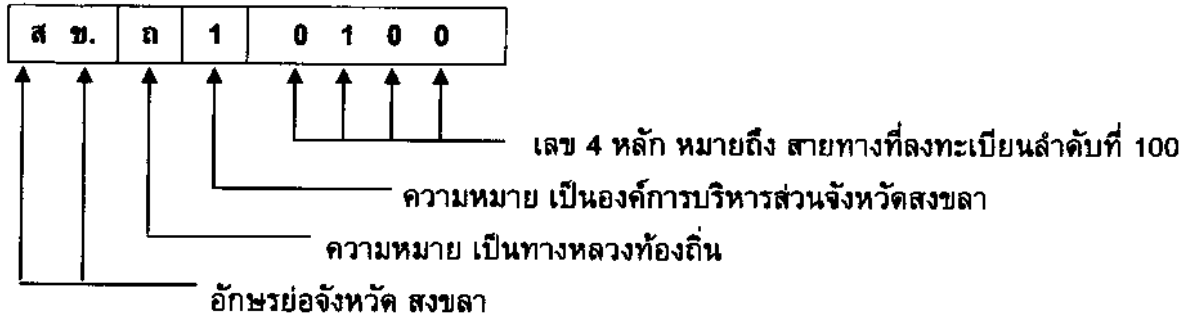 ส ข. ถ 1 0 1 0 0
เลข 4 หลัก หมายถึง สายทางที่ลงทะเบียนลำดับที่ 100
ความหมาย เป็นองค์การบริหารส่วนจังหวัดสงขลา
ความหมาย เป็นทางหลวงท้องถิ่น
อักษรย่อจังหวัด สงขลา